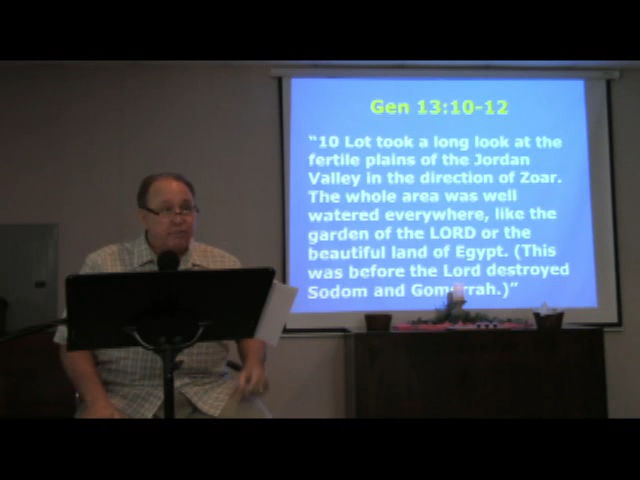 Gen 13:10-12
“10 Lot took a long look at the
fertile plains of the Jordan
Valley in the direction of Zoar.
The whole area was well
watered everywhere, like the
garden of the LORD or the
beautiful land of Egypt. (This
was before the Lord destroyed
Sodom and Gomorrah.)”